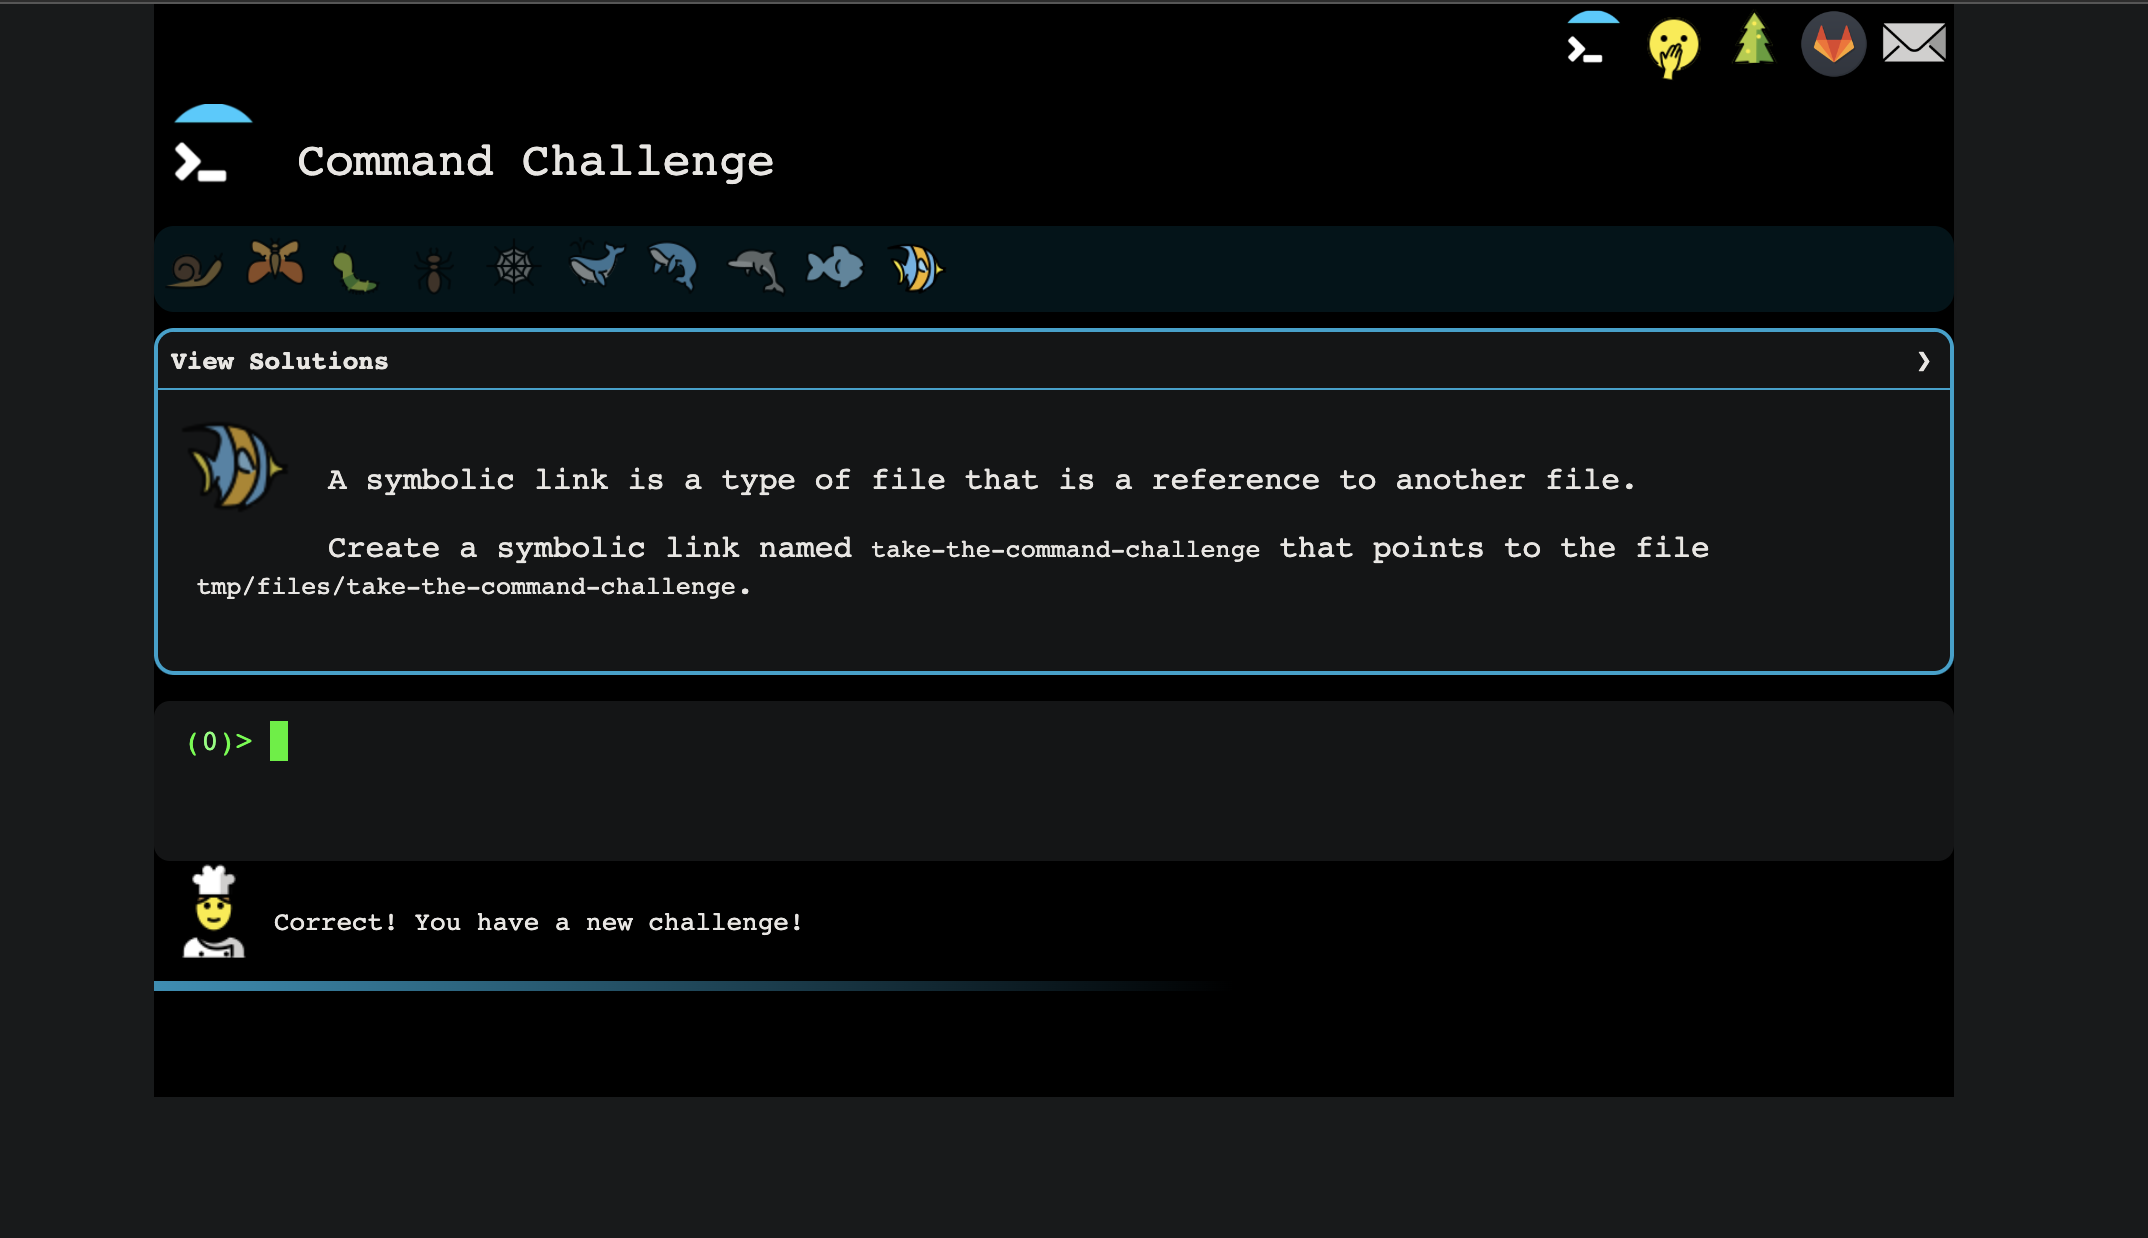 Command Challenge
View Solutions
A symbolic link is a type of file that is a reference to another file.
Create a symbolic link named take-the-command-challenge that points to the file
tmp/files/take-the-command-challenge.
(0)>
Correct! You have a new challenge!